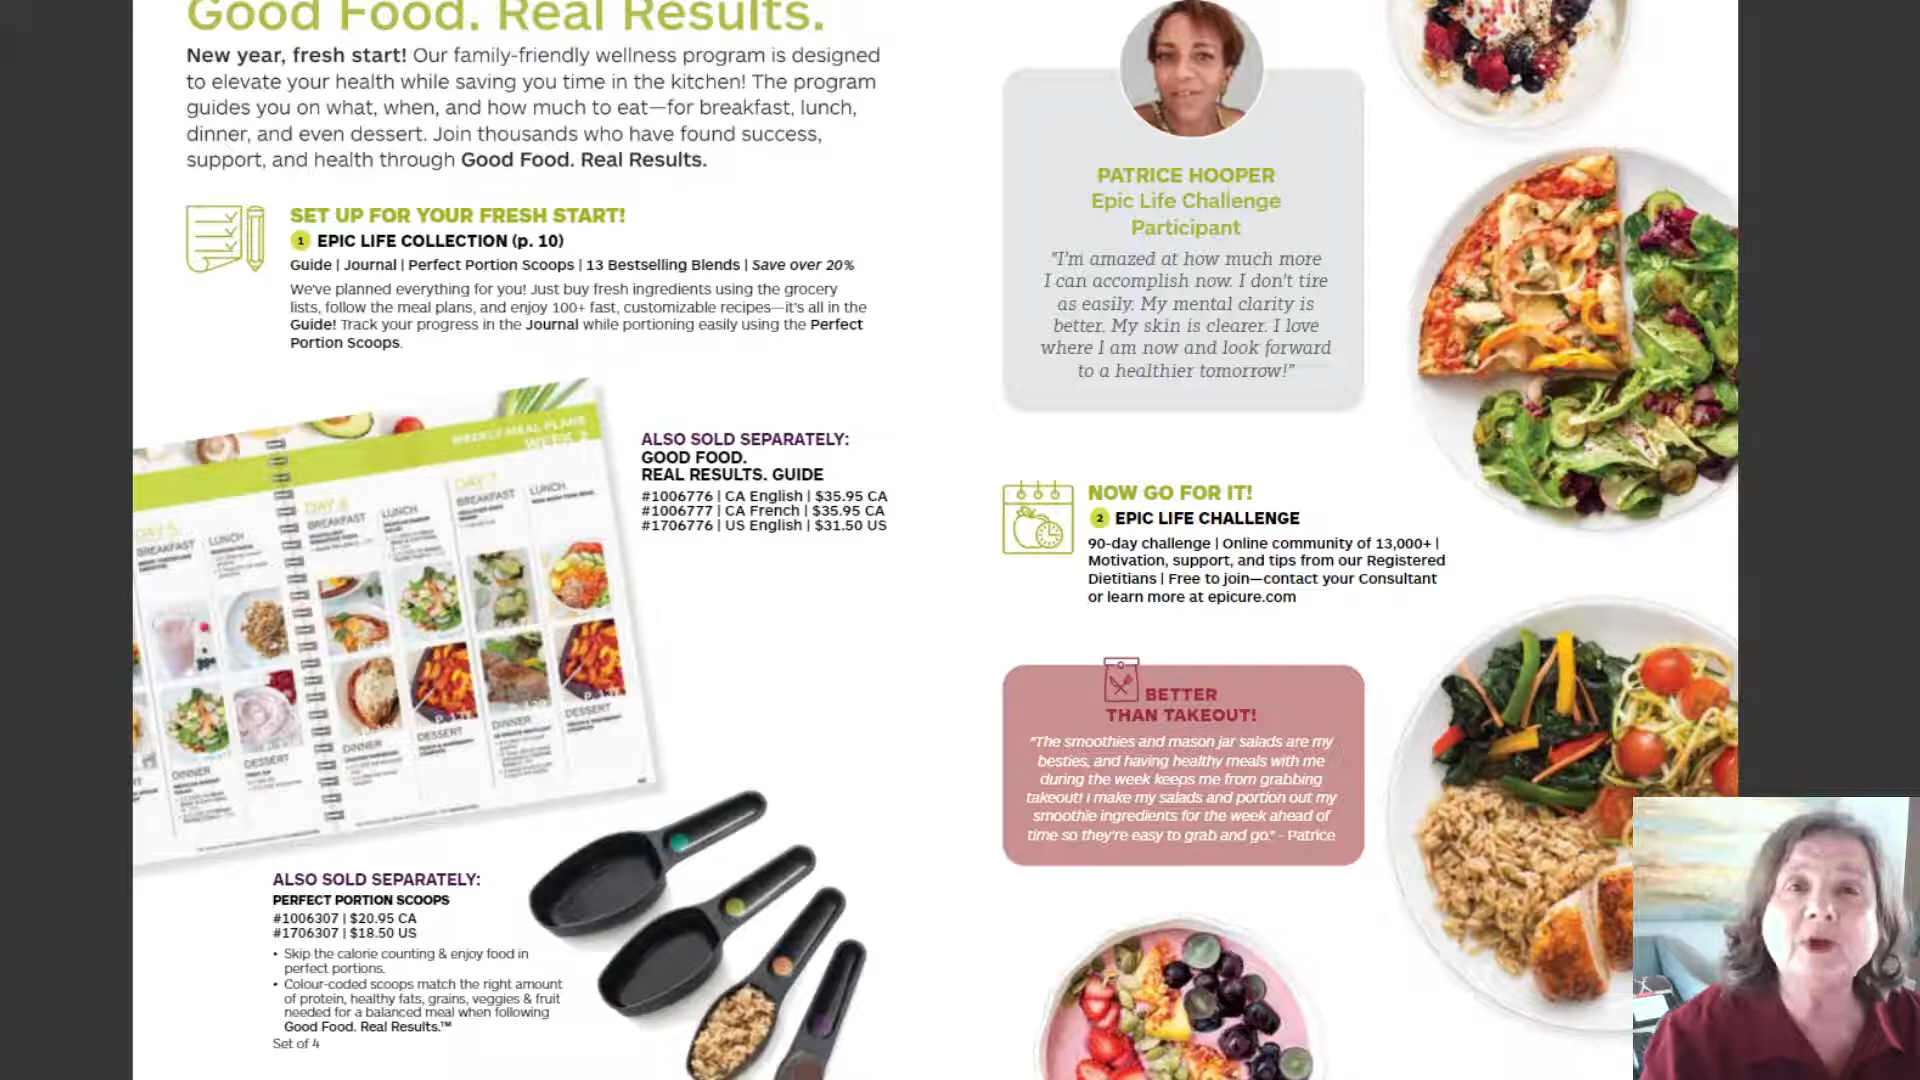 Good Food. Real Results.
New year, fresh start! Our family-friendly wellness program is designed
to elevate your health while saving you time in the kitchen! The program
guides you on what, when, and how much to eat—for breakfast, lunch,
dinner, and even dessert. Join thousands who have found success,
support, and health through Good Food. Real Results.
SET UP FOR YOUR FRESH START!
1 EPIC LIFE COLLECTION (p. 10)
Guide | Journal | Perfect Portion Scoops | 13 Bestselling Blends | Save over 20%
We've planned everything for you! Just buy fresh ingredients using the grocery
lists, follow the meal plans, and enjoy 100+ fast, customizable recipes—it's all in the
Guide! Track your progress in the Journal while portioning easily using the Perfect
Portion Scoops.
WEEKLY MEAL PLANS
WEEK 2
DAY 5
BREAKFAST
LUNCH
DAY 6
BREAKFAST
LUNCH
DAY 7
BREAKFAST
LUNCH
DINNER
DESSERT
DINNER
DESSERT
DINNER
DESSERT
ALSO SOLD SEPARATELY:
GOOD FOOD.
REAL RESULTS. GUIDE
#1006776 | CA English | $35.95 CA
#1006777 | CA French | $35.95 CA
#1706776 | US English | $31.50 US
ALSO SOLD SEPARATELY:
PERFECT PORTION SCOOPS
#1006307 | $20.95 CA
#1706307 | $18.50 US
• Skip the calorie counting & enjoy food in
perfect portions.
• Colour-coded scoops match the right amount
of protein, healthy fats, grains, veggies & fruit
needed for a balanced meal when following
Good Food. Real Results.™
Set of 4
PATRICE HOOPER
Epic Life Challenge
Participant
"I'm amazed at how much more
I can accomplish now. I don't tire
as easily. My mental clarity is
better. My skin is clearer. I love
where I am now and look forward
to a healthier tomorrow!"
NOW GO FOR IT!
2 EPIC LIFE CHALLENGE
90-day challenge | Online community of 13,000+ |
Motivation, support, and tips from our Registered
Dietitians | Free to join—contact your Consultant
or learn more at epicure.com
BETTER
THAN TAKEOUT!
"The smoothies and mason jar salads are my
besties, and having healthy meals with me
during the week keeps me from grabbing
takeout! I make my salads and portion out my
smoothie ingredients for the week ahead of
time so they're easy to grab and go." - Patrice